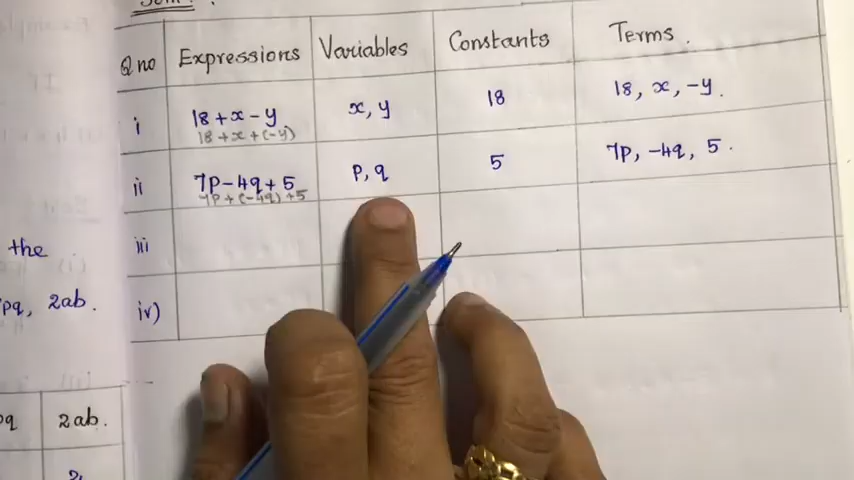 Soln :
Q no Expressions Variables Constants Terms .
i 18 + x - y x, y 18 18, x, -y .
18 + x + (-y)
ii 7p - 4q + 5 p, q 5 7p, -4q, 5 .
7p + (-4q) + 5
iii
iv)
the
pq, 2ab.
pq 2ab.